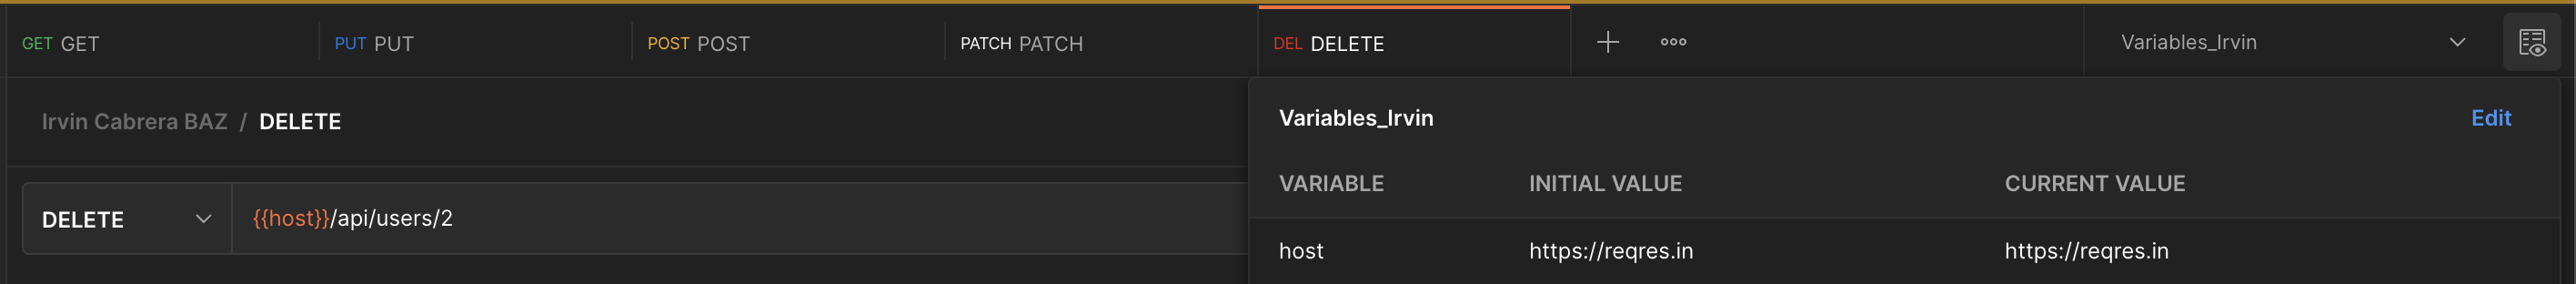 GET GET PUT PUT POST POST PATCH PATCH DEL DELETE Variables_Irvin
Irvin Cabrera BAZ / DELETE
DELETE {{host}}/api/users/2
Variables_Irvin Edit
VARIABLE INITIAL VALUE CURRENT VALUE
host https://reqres.in https://reqres.in